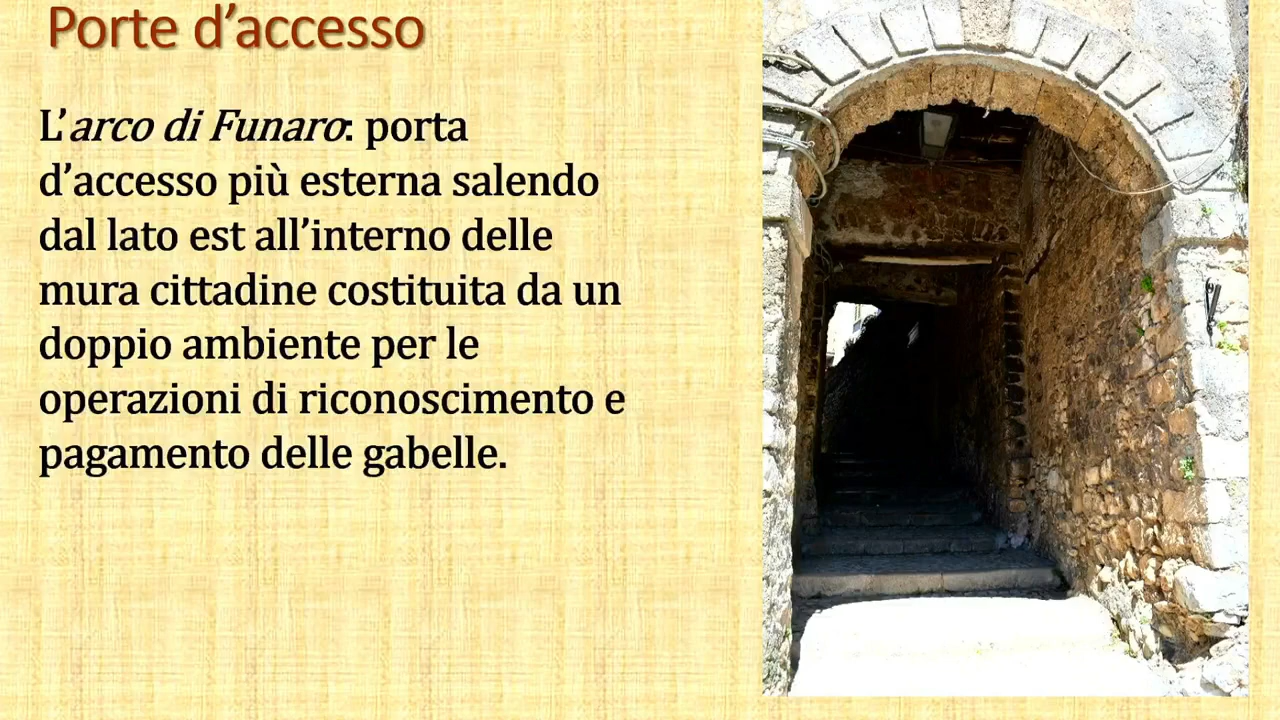 Porte d’accesso
L’arco di Funaro: porta
d’accesso più esterna salendo
dal lato est all’interno delle
mura cittadine costituita da un
doppio ambiente per le
operazioni di riconoscimento e
pagamento delle gabelle.